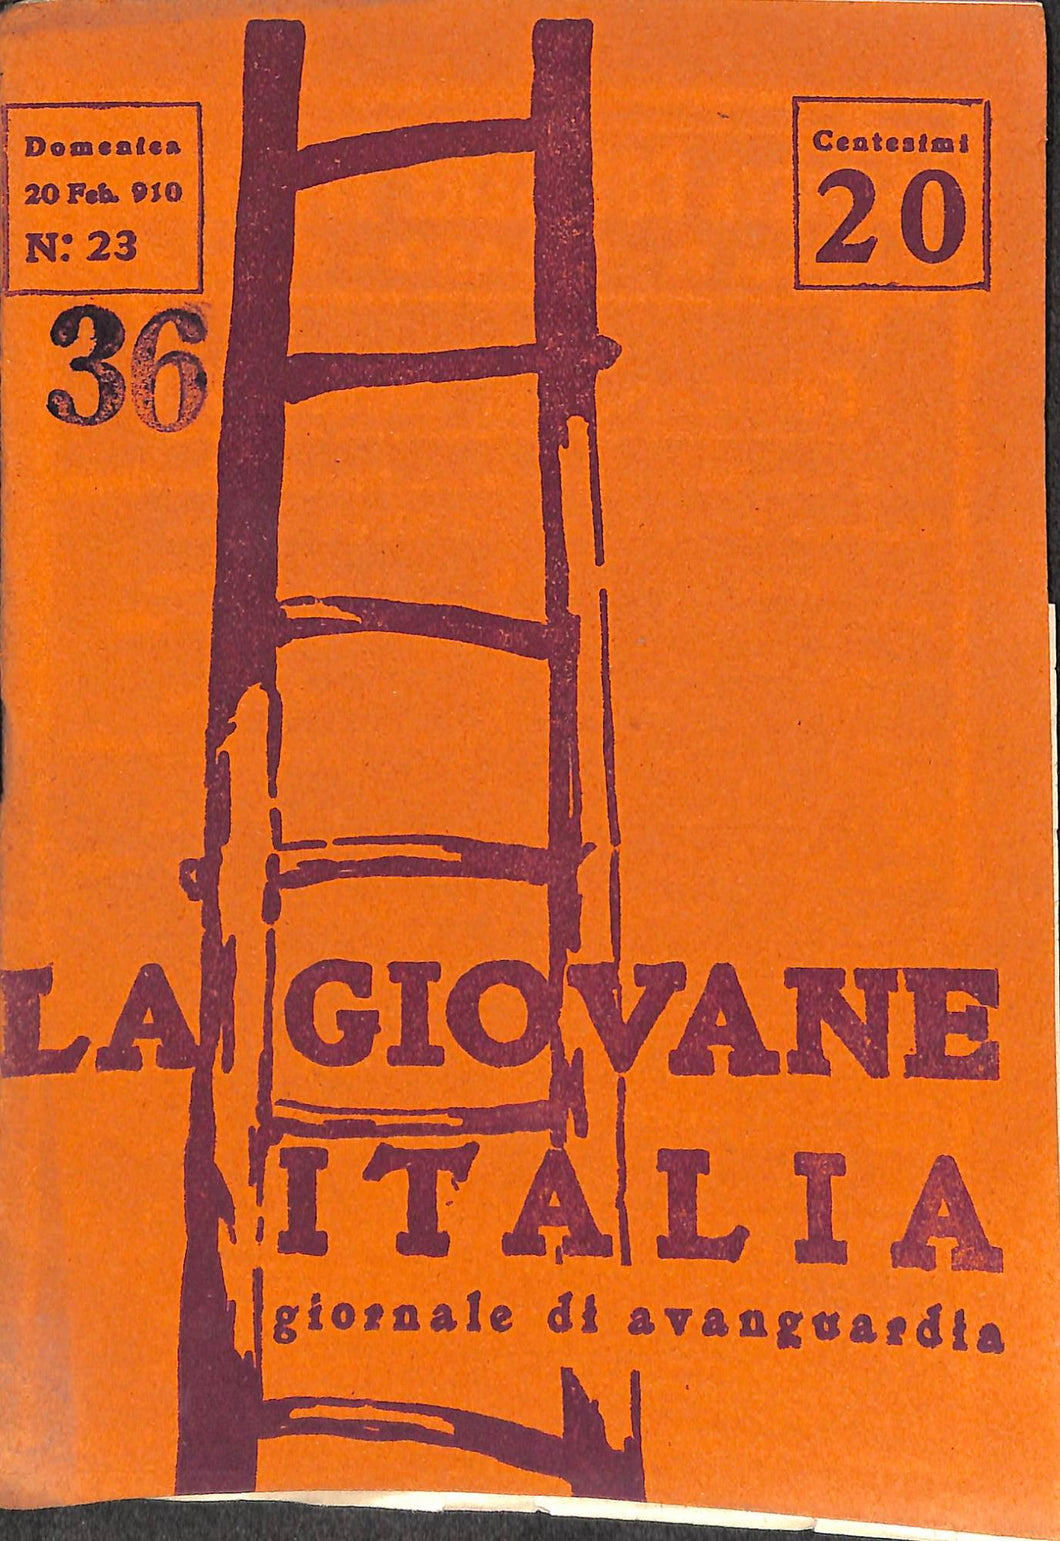 Domenica
20 Feb. 910
N: 23
Centesimi
20
36
LA GIOVANE
ITALIA
giornale di avanguardia